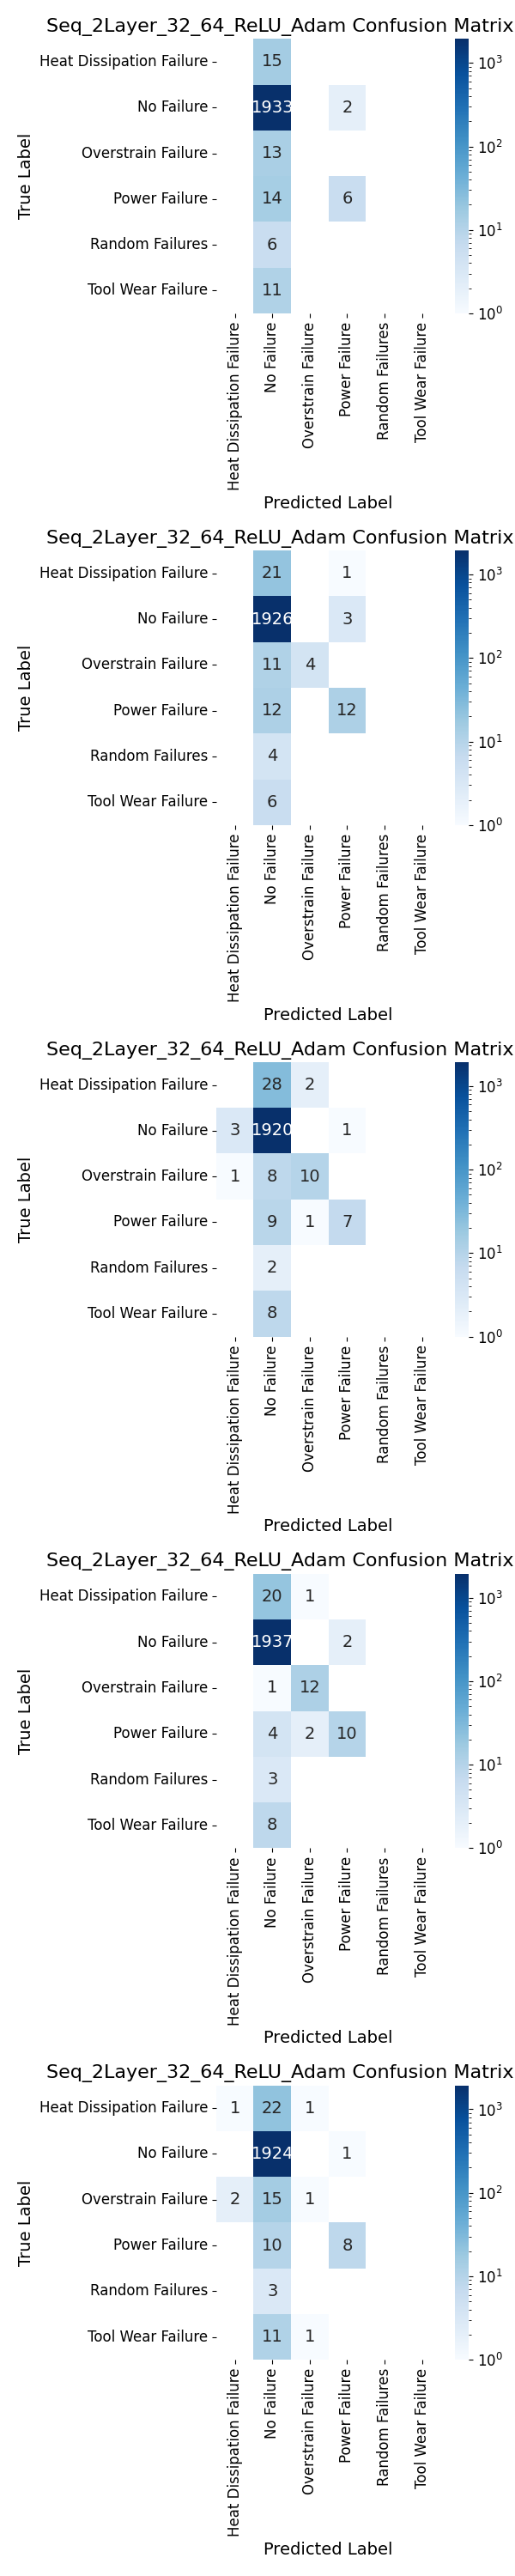 Seq_2Layer_32_64_ReLU_Adam Confusion Matrix
Heat Dissipation Failure 15
No Failure 1933 2
Overstrain Failure 13
Power Failure 14 6
Random Failures 6
Tool Wear Failure 11
True Label
10^3
10^2
10^1
10^0
Heat Dissipation Failure
No Failure
Overstrain Failure
Power Failure
Random Failures
Tool Wear Failure
Predicted Label
Seq_2Layer_32_64_ReLU_Adam Confusion Matrix
Heat Dissipation Failure 21 1
No Failure 1926 3
Overstrain Failure 11 4
Power Failure 12 12
Random Failures 4
Tool Wear Failure 6
True Label
10^3
10^2
10^1
10^0
Heat Dissipation Failure
No Failure
Overstrain Failure
Power Failure
Random Failures
Tool Wear Failure
Predicted Label
Seq_2Layer_32_64_ReLU_Adam Confusion Matrix
Heat Dissipation Failure 28 2
No Failure 3 1920 1
Overstrain Failure 1 8 10
Power Failure 9 1 7
Random Failures 2
Tool Wear Failure 8
True Label
10^3
10^2
10^1
10^0
Heat Dissipation Failure
No Failure
Overstrain Failure
Power Failure
Random Failures
Tool Wear Failure
Predicted Label
Seq_2Layer_32_64_ReLU_Adam Confusion Matrix
Heat Dissipation Failure 20 1
No Failure 1937 2
Overstrain Failure 1 12
Power Failure 4 2 10
Random Failures 3
Tool Wear Failure 8
True Label
10^3
10^2
10^1
10^0
Heat Dissipation Failure
No Failure
Overstrain Failure
Power Failure
Random Failures
Tool Wear Failure
Predicted Label
Seq_2Layer_32_64_ReLU_Adam Confusion Matrix
Heat Dissipation Failure 1 22 1
No Failure 1924 1
Overstrain Failure 2 15 1
Power Failure 10 8
Random Failures 3
Tool Wear Failure 11 1
True Label
10^3
10^2
10^1
10^0
Heat Dissipation Failure
No Failure
Overstrain Failure
Power Failure
Random Failures
Tool Wear Failure
Predicted Label